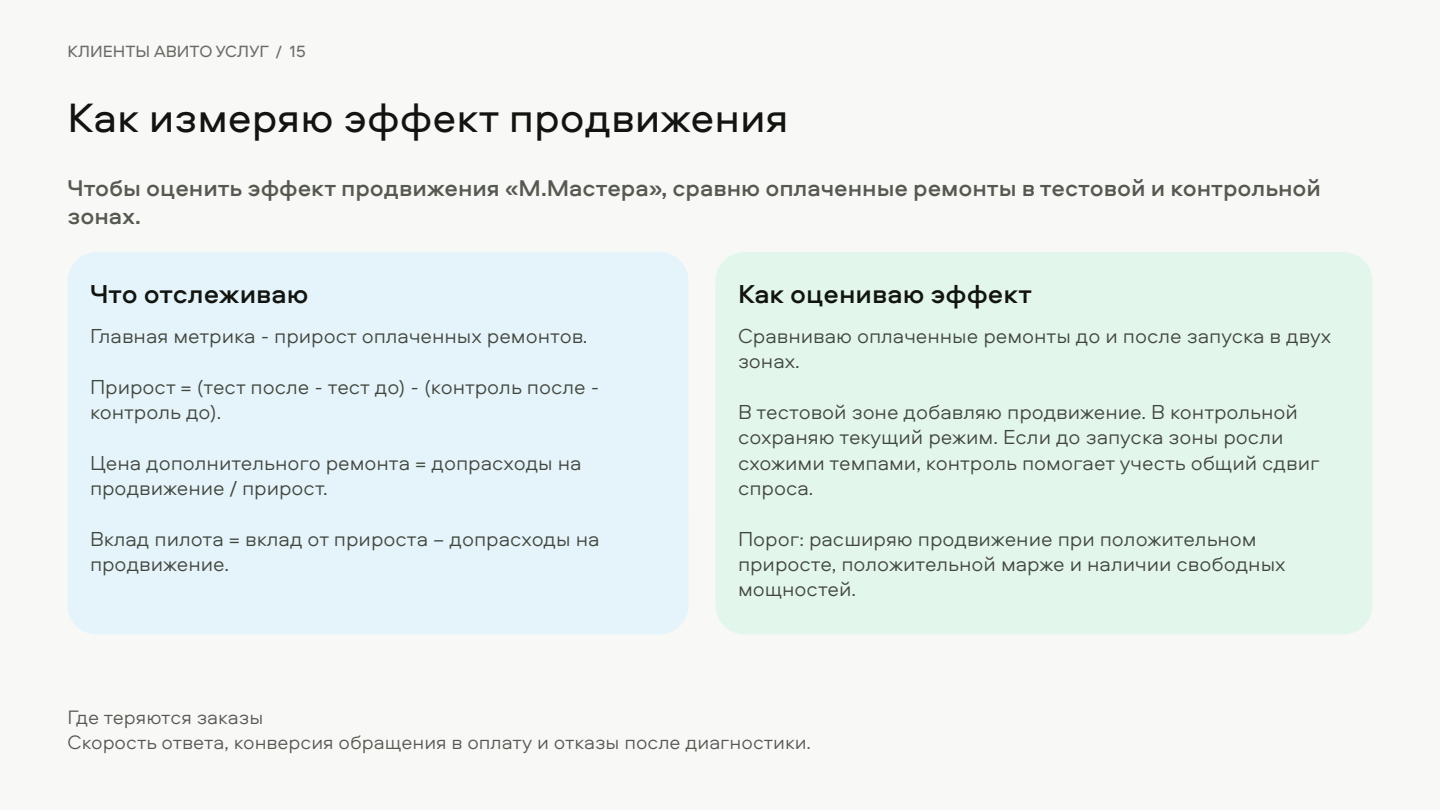 КЛИЕНТЫ АВИТО УСЛУГ / 15
Как измеряю эффект продвижения
Чтобы оценить эффект продвижения «М.Мастера», сравню оплаченные ремонты в тестовой и контрольной
зонах.
Что отслеживаю
Главная метрика - прирост оплаченных ремонтов.
Прирост = (тест после - тест до) - (контроль после -
контроль до).
Цена дополнительного ремонта = допрасходы на
продвижение / прирост.
Вклад пилота = вклад от прироста – допрасходы на
продвижение.
Как оцениваю эффект
Сравниваю оплаченные ремонты до и после запуска в двух
зонах.
В тестовой зоне добавляю продвижение. В контрольной
сохраняю текущий режим. Если до запуска зоны росли
схожими темпами, контроль помогает учесть общий сдвиг
спроса.
Порог: расширяю продвижение при положительном
приросте, положительной марже и наличии свободных
мощностей.
Где теряются заказы
Скорость ответа, конверсия обращения в оплату и отказы после диагностики.